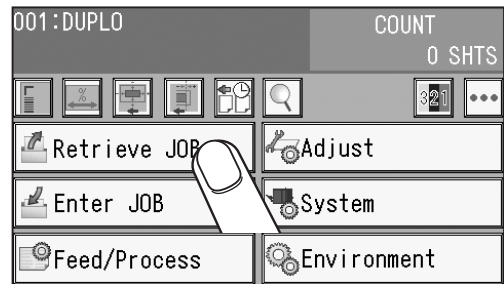 001:DUPLO
COUNT
0 SHTS
%
321
Retrieve JOB
Adjust
Enter JOB
System
Feed/Process
Environment